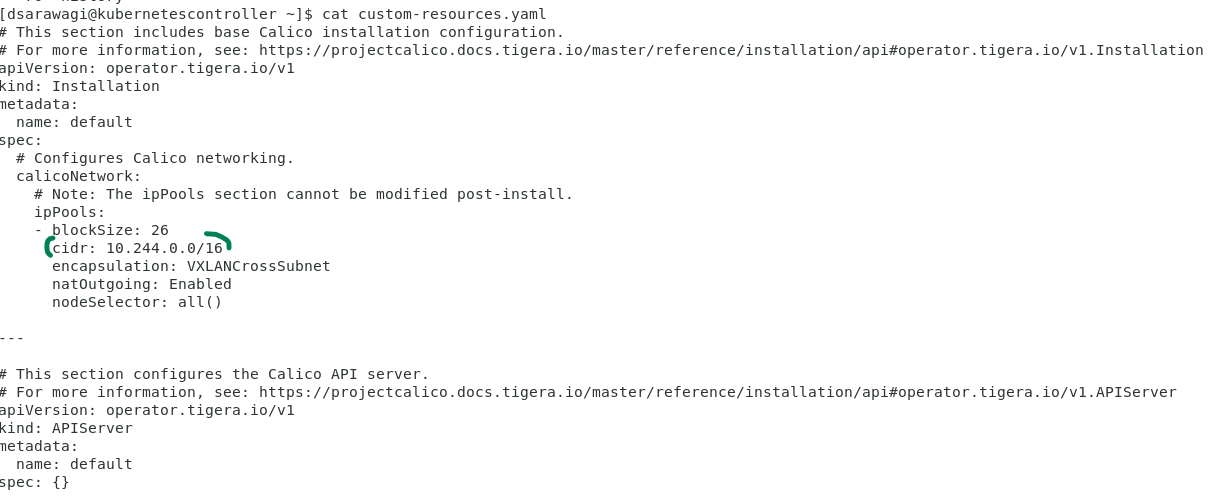 [dsarawagi@kubernetescontroller ~]$ cat custom-resources.yaml
# This section includes base Calico installation configuration.
# For more information, see: https://projectcalico.docs.tigera.io/master/reference/installation/api#operator.tigera.io/v1.Installation
apiVersion: operator.tigera.io/v1
kind: Installation
metadata:
  name: default
spec:
  # Configures Calico networking.
  calicoNetwork:
    # Note: The ipPools section cannot be modified post-install.
    ipPools:
    - blockSize: 26
      cidr: 10.244.0.0/16
      encapsulation: VXLANCrossSubnet
      natOutgoing: Enabled
      nodeSelector: all()

---

# This section configures the Calico API server.
# For more information, see: https://projectcalico.docs.tigera.io/master/reference/installation/api#operator.tigera.io/v1.APIServer
apiVersion: operator.tigera.io/v1
kind: APIServer
metadata:
  name: default
spec: {}